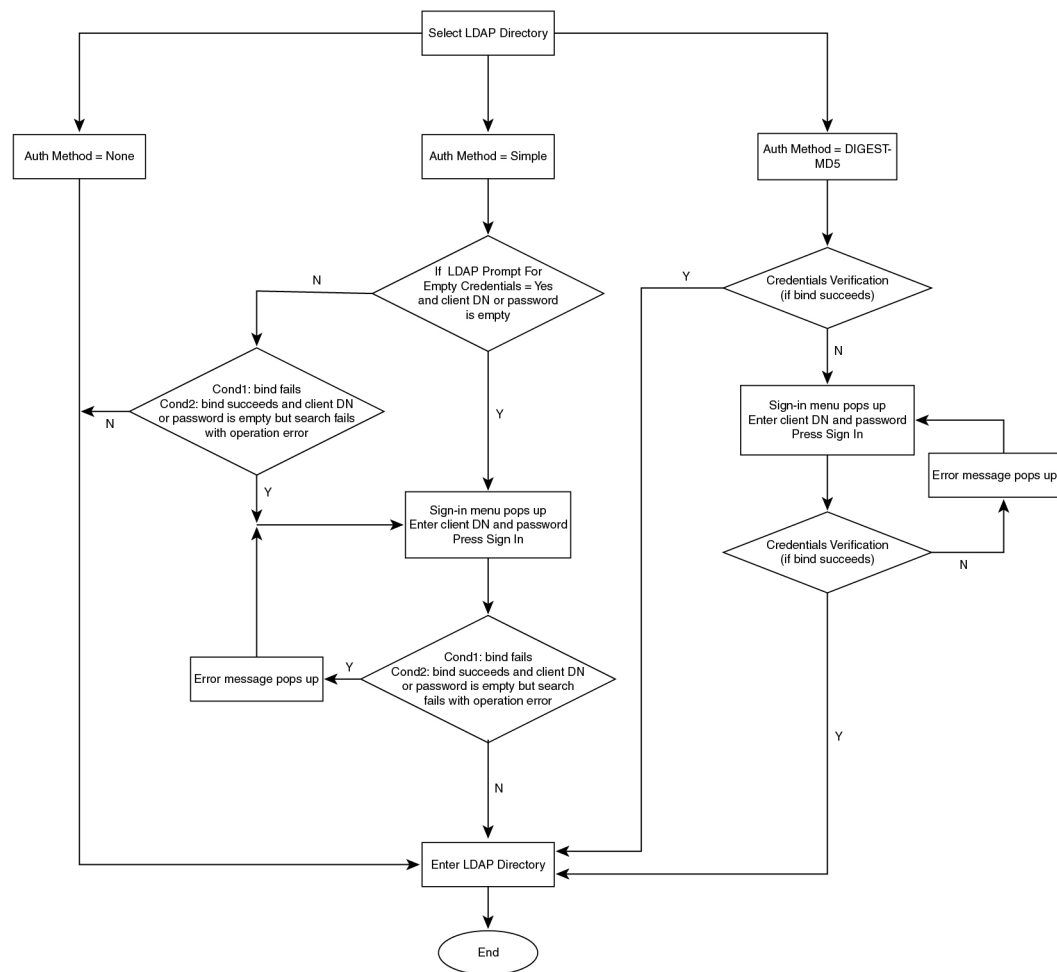 Select LDAP Directory
Auth Method = None
Auth Method = Simple
Auth Method = DIGEST-
MD5
If LDAP Prompt For
Empty Credentials = Yes
and client DN or password
is empty
N
Y
Credentials Verification
(if bind succeeds)
Y
N
Cond1: bind fails
Cond2: bind succeeds and client DN
or password is empty but search fails
with operation error
N
Y
Sign-in menu pops up
Enter client DN and password
Press Sign In
Error message pops up
Sign-in menu pops up
Enter client DN and password
Press Sign In
Credentials Verification
(if bind succeeds)
N
Y
Cond1: bind fails
Cond2: bind succeeds and client DN
or password is empty but search
fails with operation error
Y
Error message pops up
N
Enter LDAP Directory
End